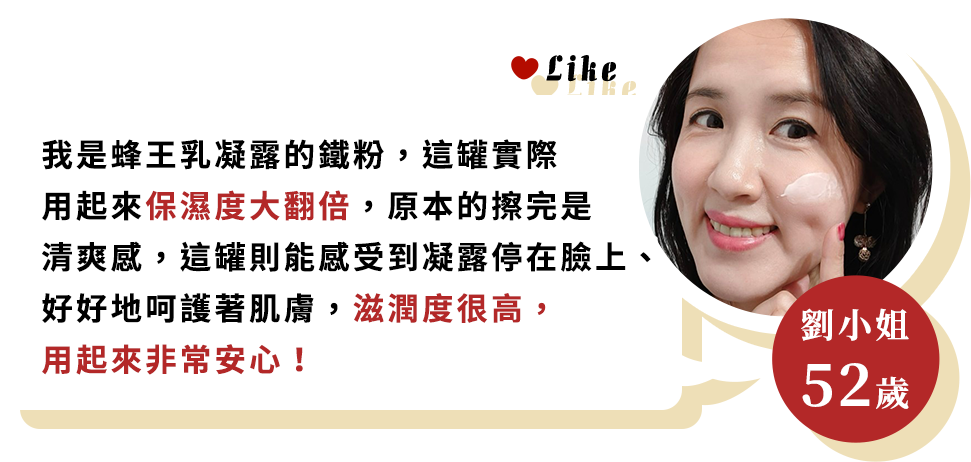 Like
Like
我是蜂王乳凝露的鐵粉，這罐實際
用起來保濕度大翻倍，原本的擦完是
清爽感，這罐則能感受到凝露停在臉上、
好好地呵護著肌膚，滋潤度很高，
用起來非常安心！
劉小姐
52歲